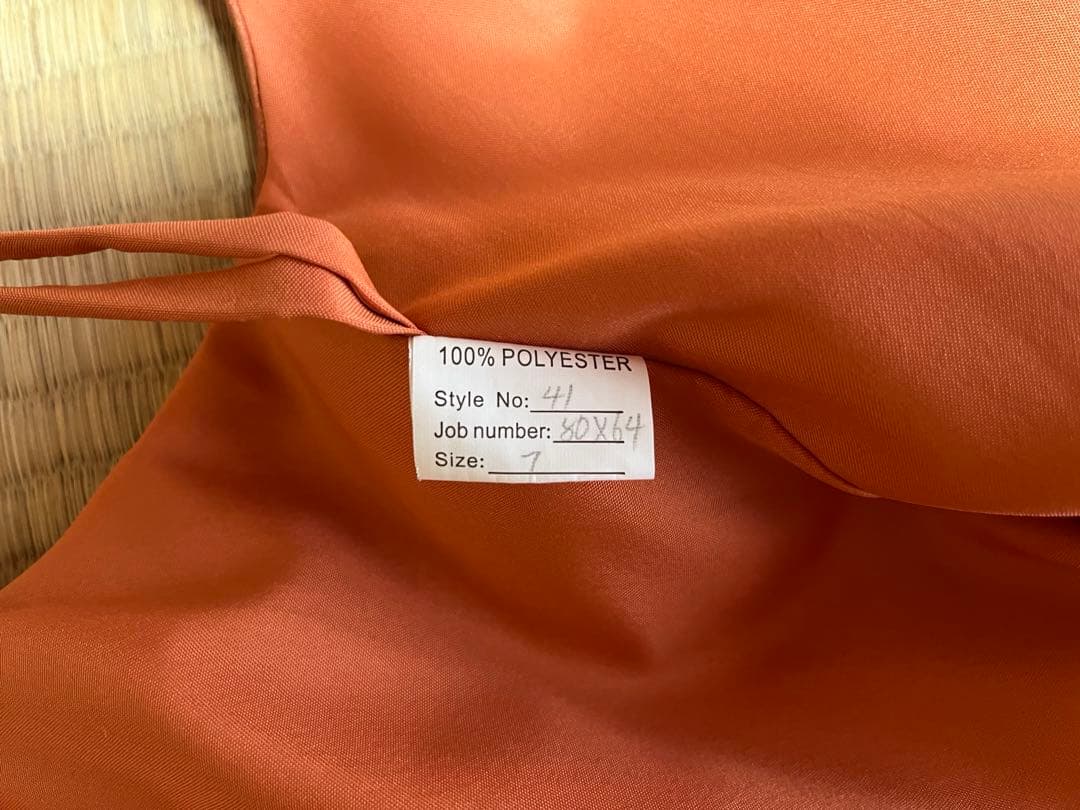 100% POLYESTER
Style No: 41
Job number: 80X64
Size: 7